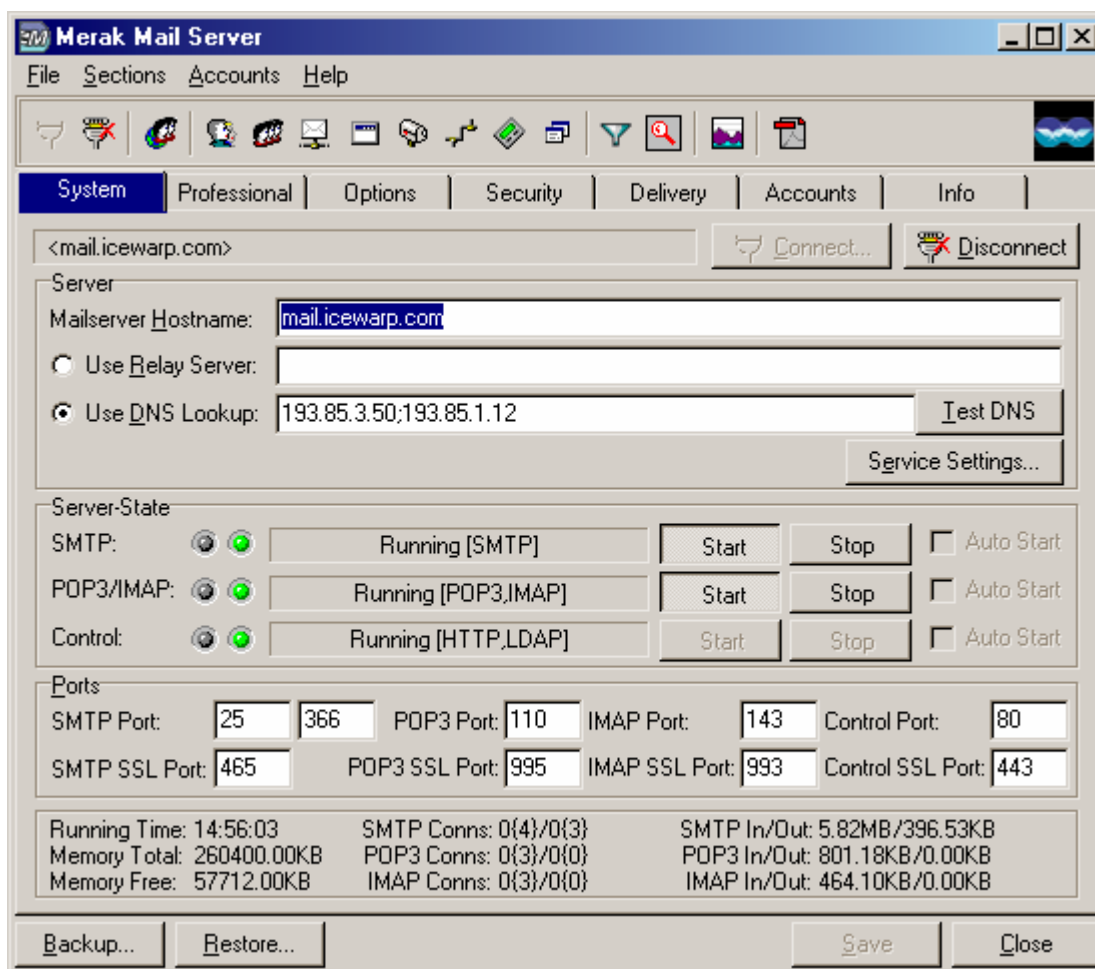 Merak Mail Server
File Sections Accounts Help
System Professional Options Security Delivery Accounts Info
<mail.icewarp.com> Connect... Disconnect
Server
Mailserver Hostname: mail.icewarp.com
Use Relay Server:
Use DNS Lookup: 193.85.3.50;193.85.1.12 Test DNS
Service Settings...
Server-State
SMTP: Running [SMTP] Start Stop Auto Start
POP3/IMAP: Running [POP3,IMAP] Start Stop Auto Start
Control: Running [HTTP,LDAP] Start Stop Auto Start
Ports
SMTP Port: 25 366 POP3 Port: 110 IMAP Port: 143 Control Port: 80
SMTP SSL Port: 465 POP3 SSL Port: 995 IMAP SSL Port: 993 Control SSL Port: 443
Running Time: 14:56:03 SMTP Conns: 0{4}/0{3} SMTP In/Out: 5.82MB/396.53KB
Memory Total: 260400.00KB POP3 Conns: 0{3}/0{0} POP3 In/Out: 801.18KB/0.00KB
Memory Free: 57712.00KB IMAP Conns: 0{3}/0{0} IMAP In/Out: 464.10KB/0.00KB
Backup... Restore... Save Close